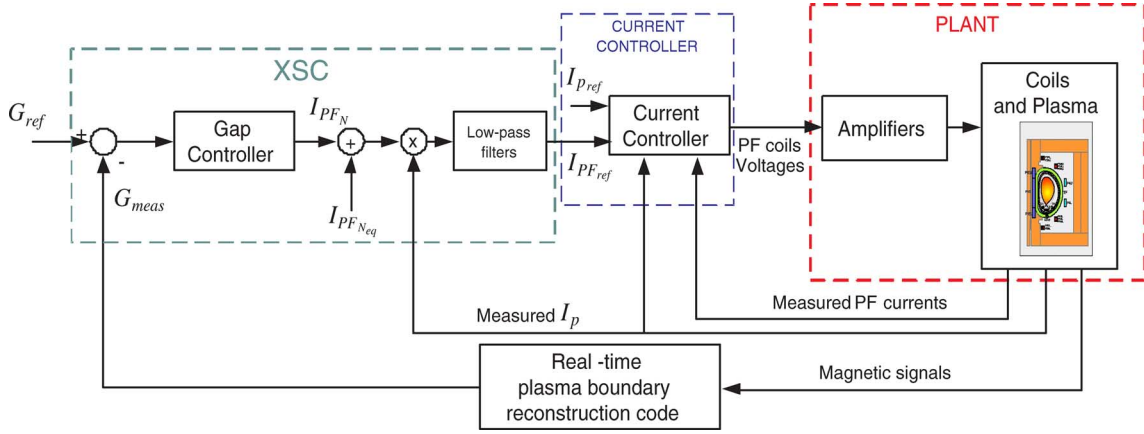 XSC
CURRENT
CONTROLLER
PLANT
G_ref
+
-
G_meas
Gap
Controller
I_PF_N
+
I_PF_Neq
x
Low-pass
filters
I_p_ref
I_PF_ref
Current
Controller
PF coils
Voltages
Amplifiers
Coils
and Plasma
Measured PF currents
Measured I_p
Real -time
plasma boundary
reconstruction code
Magnetic signals